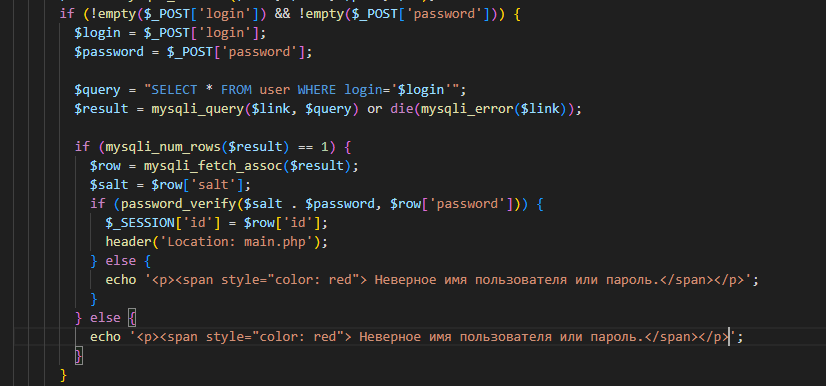 if (!empty($_POST['login']) && !empty($_POST['password'])) {
$login = $_POST['login'];
$password = $_POST['password'];
$query = "SELECT * FROM user WHERE login='$login'";
$result = mysqli_query($link, $query) or die(mysqli_error($link));
if (mysqli_num_rows($result) == 1) {
$row = mysqli_fetch_assoc($result);
$salt = $row['salt'];
if (password_verify($salt . $password, $row['password'])) {
$_SESSION['id'] = $row['id'];
header('Location: main.php');
} else {
echo '<p><span style="color: red"> Неверное имя пользователя или пароль.</span></p>';
}
} else {
echo '<p><span style="color: red"> Неверное имя пользователя или пароль.</span></p>';
}
}